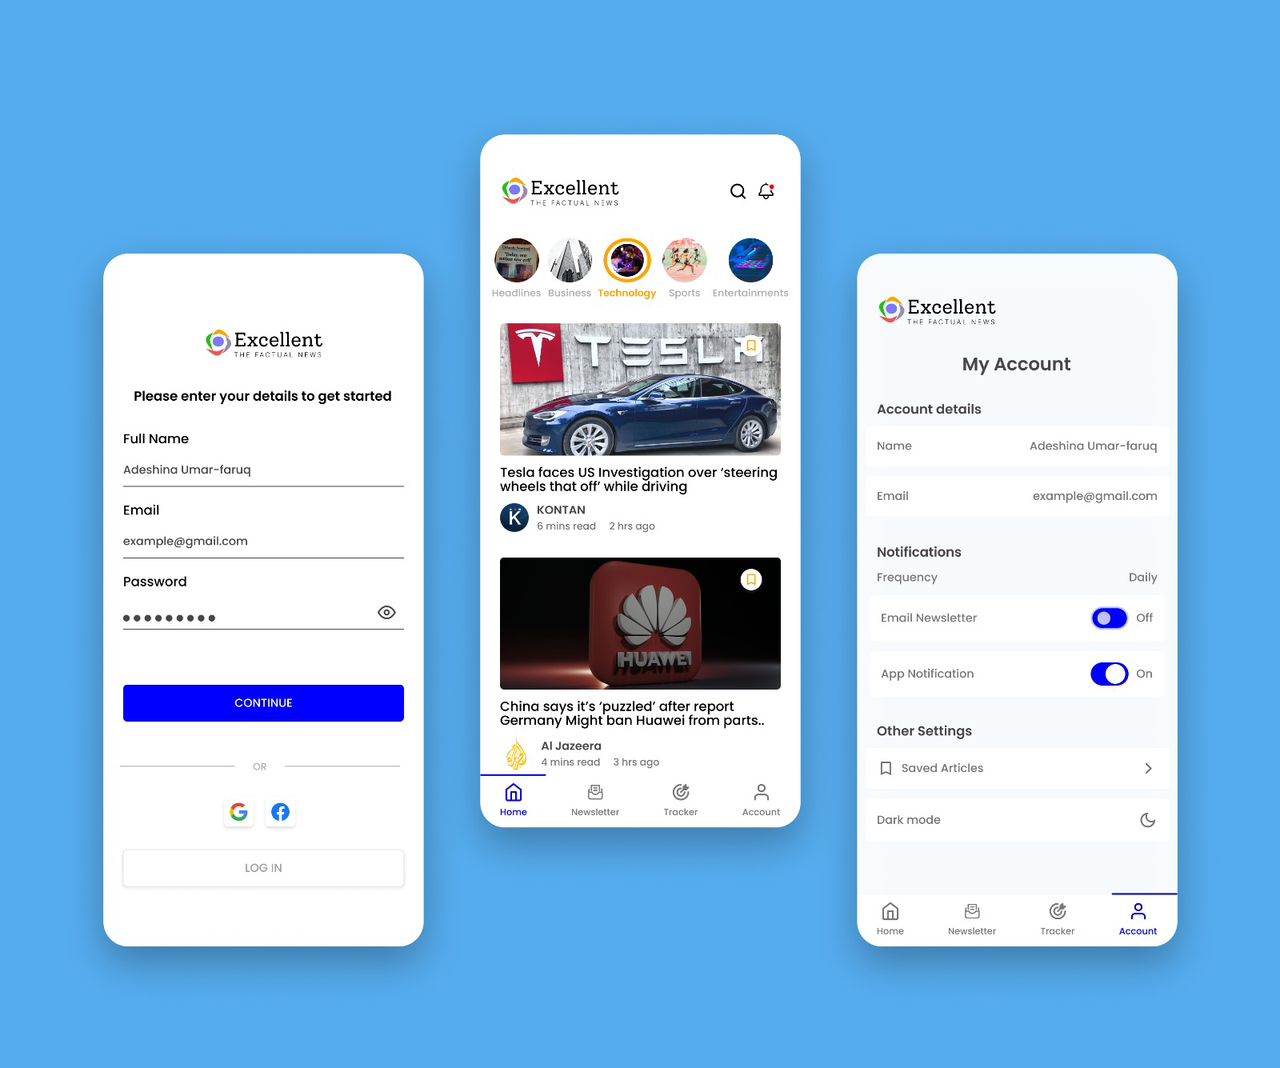 Excellent
THE FACTUAL NEWS
Please enter your details to get started
Full Name
Adeshina Umar-faruq
Email
example@gmail.com
Password
CONTINUE
OR
LOG IN
Excellent
THE FACTUAL NEWS
Headlines Business Technology Sports Entertainments
TESLA
Tesla faces US Investigation over ‘steering
wheels that off’ while driving
K
KONTAN
6 mins read 2 hrs ago
HUAWEI
China says it’s ‘puzzled’ after report
Germany Might ban Huawei from parts..
Al Jazeera
4 mins read 3 hrs ago
Home Newsletter Tracker Account
Excellent
THE FACTUAL NEWS
My Account
Account details
Name Adeshina Umar-faruq
Email example@gmail.com
Notifications
Frequency Daily
Email Newsletter Off
App Notification On
Other Settings
Saved Articles
Dark mode
Home Newsletter Tracker Account